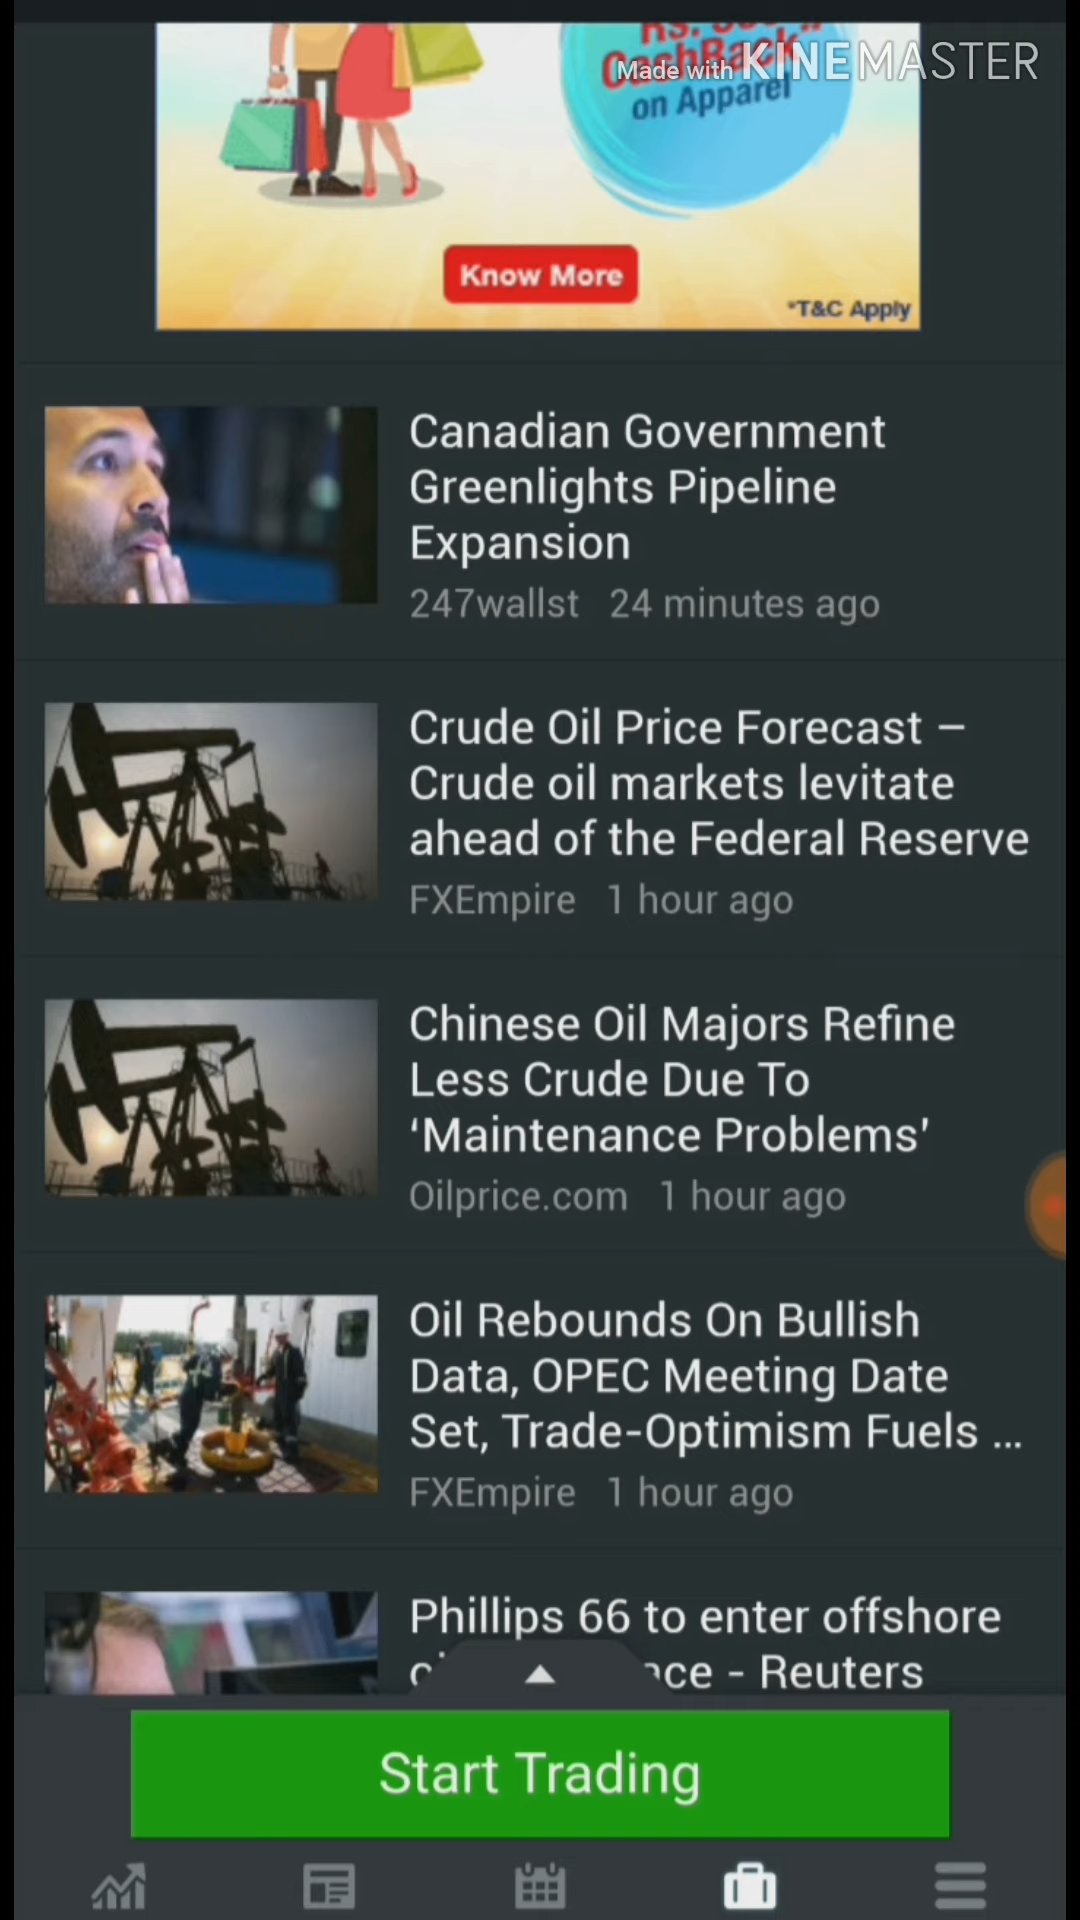 CashBack
on Apparel
Made with KINEMASTER
Know More
*T&C Apply
Canadian Government
Greenlights Pipeline
Expansion
247wallst 24 minutes ago
Crude Oil Price Forecast –
Crude oil markets levitate
ahead of the Federal Reserve
FXEmpire 1 hour ago
Chinese Oil Majors Refine
Less Crude Due To
‘Maintenance Problems’
Oilprice.com 1 hour ago
Oil Rebounds On Bullish
Data, OPEC Meeting Date
Set, Trade-Optimism Fuels ...
FXEmpire 1 hour ago
Phillips 66 to enter offshore
- Reuters
Start Trading